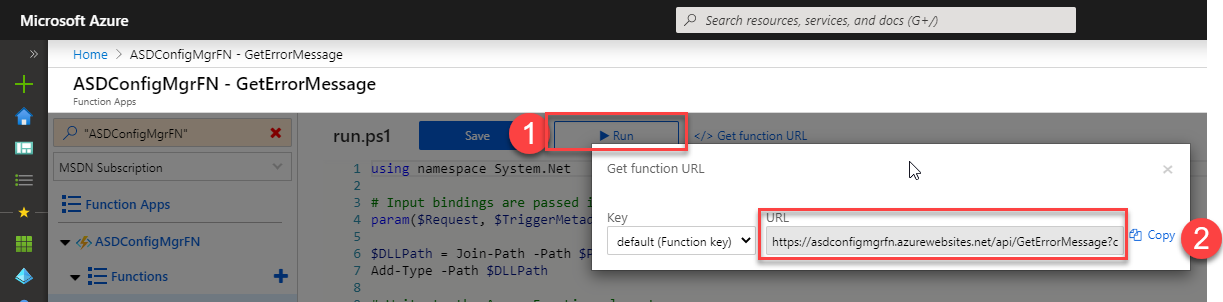 Microsoft Azure
Search resources, services, and docs (G+/)
Home > ASDConfigMgrFN - GetErrorMessage
ASDConfigMgrFN - GetErrorMessage
Function Apps
"ASDConfigMgrFN"
MSDN Subscription
Function Apps
ASDConfigMgrFN
Functions
run.ps1
Save
1
Run
</> Get function URL
1 using namespace System.Net
2
3 # Input bindings are passed i
4 param($Request, $TriggerMetad
5
6 $DLLPath = Join-Path -Path $P
7 Add-Type -Path $DLLPath
8
Get function URL
Key
default (Function key)
URL
https://asdconfigmgrfn.azurewebsites.net/api/GetErrorMessage?c
Copy
2